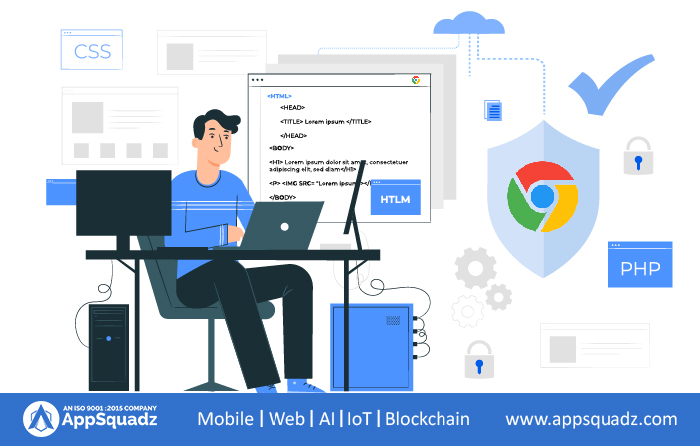 CSS
<HTML>
<HEAD>
<TITLE> Lorem ipsum </TITLE>
</HEAD>
<BODY>
<H1> Lorem ipsum dolor sit amet, consectetuer
adipiscing elit, sed diam</H1>
<P> <IMG SRC= "Lorem ipsum
</BODY>
HTLM
PHP
AN ISO 9001 :2015 COMPANY
AppSquadz
Mobile | Web | AI | IoT | Blockchain
www.appsquadz.com